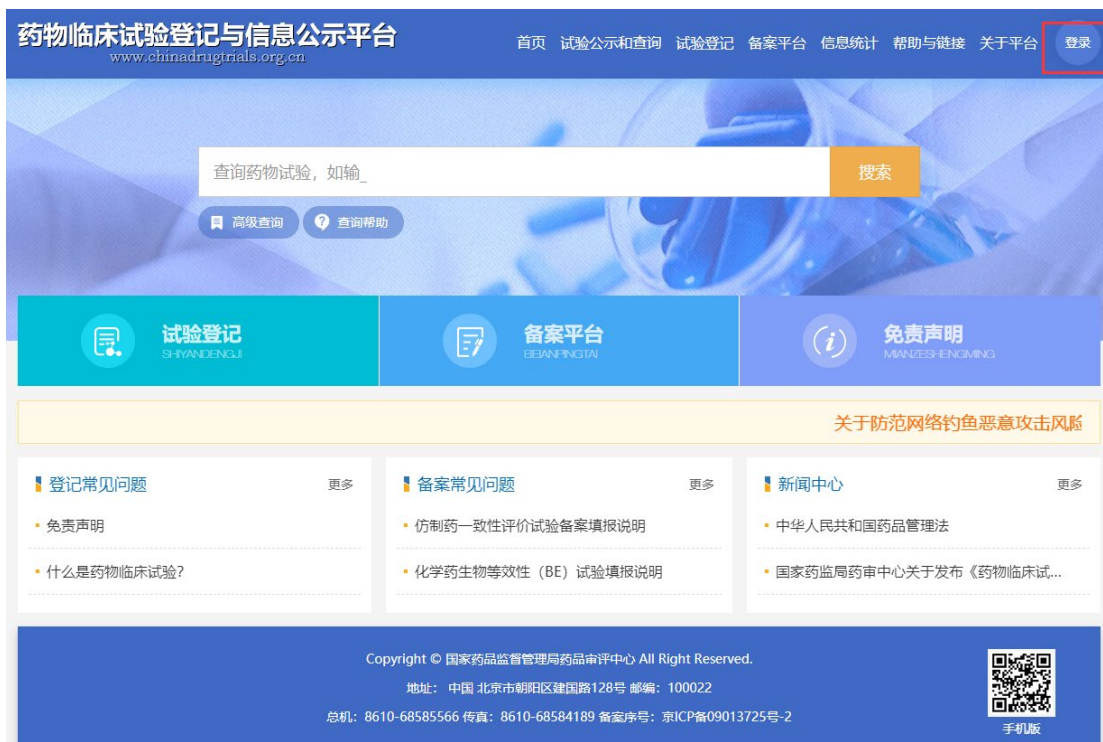 药物临床试验登记与信息公示平台
www.chinadrugtrials.org.cn
首页 试验公示和查询 试验登记 备案平台 信息统计 帮助与链接 关于平台 登录
查询药物试验，如输_ 搜索
高级查询 查询帮助
试验登记
SHIYANDENGJI
备案平台
BEIANPINGTAI
免责声明
MIANZESHENGMING
关于防范网络钓鱼恶意攻击风险
登记常见问题 更多
免责声明
什么是药物临床试验?
备案常见问题 更多
仿制药一致性评价试验备案填报说明
化学药生物等效性（BE）试验填报说明
新闻中心 更多
中华人民共和国药品管理法
国家药监局药审中心关于发布《药物临床试...
Copyright © 国家药品监督管理局药品审评中心 All Right Reserved.
地址： 中国 北京市朝阳区建国路128号 邮编：100022
总机：8610-68585566 传真：8610-68584189 备案序号：京ICP备09013725号-2
手机版